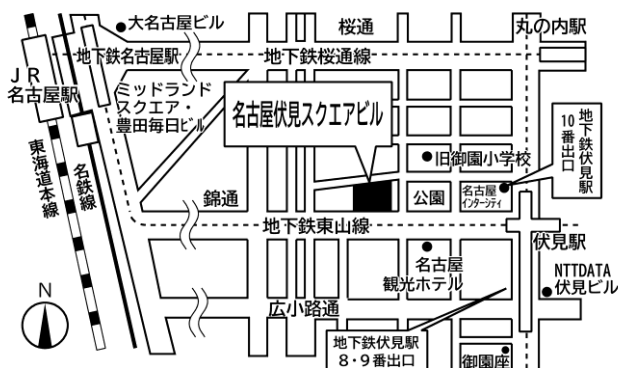 大名古屋ビル
桜通
丸の内駅
地下鉄名古屋駅
地下鉄桜通線
JR
名古屋駅
ミッドランド
スクエア・
豊田毎日ビル
名古屋伏見スクエアビル
地下鉄伏見駅
10番出口
旧御園小学校
東海道本線
名鉄線
錦通
公園
名古屋
インターシティ
地下鉄東山線
伏見駅
名古屋
観光ホテル
NTTDATA
伏見ビル
N
広小路通
地下鉄伏見駅
8・9番出口
御園座